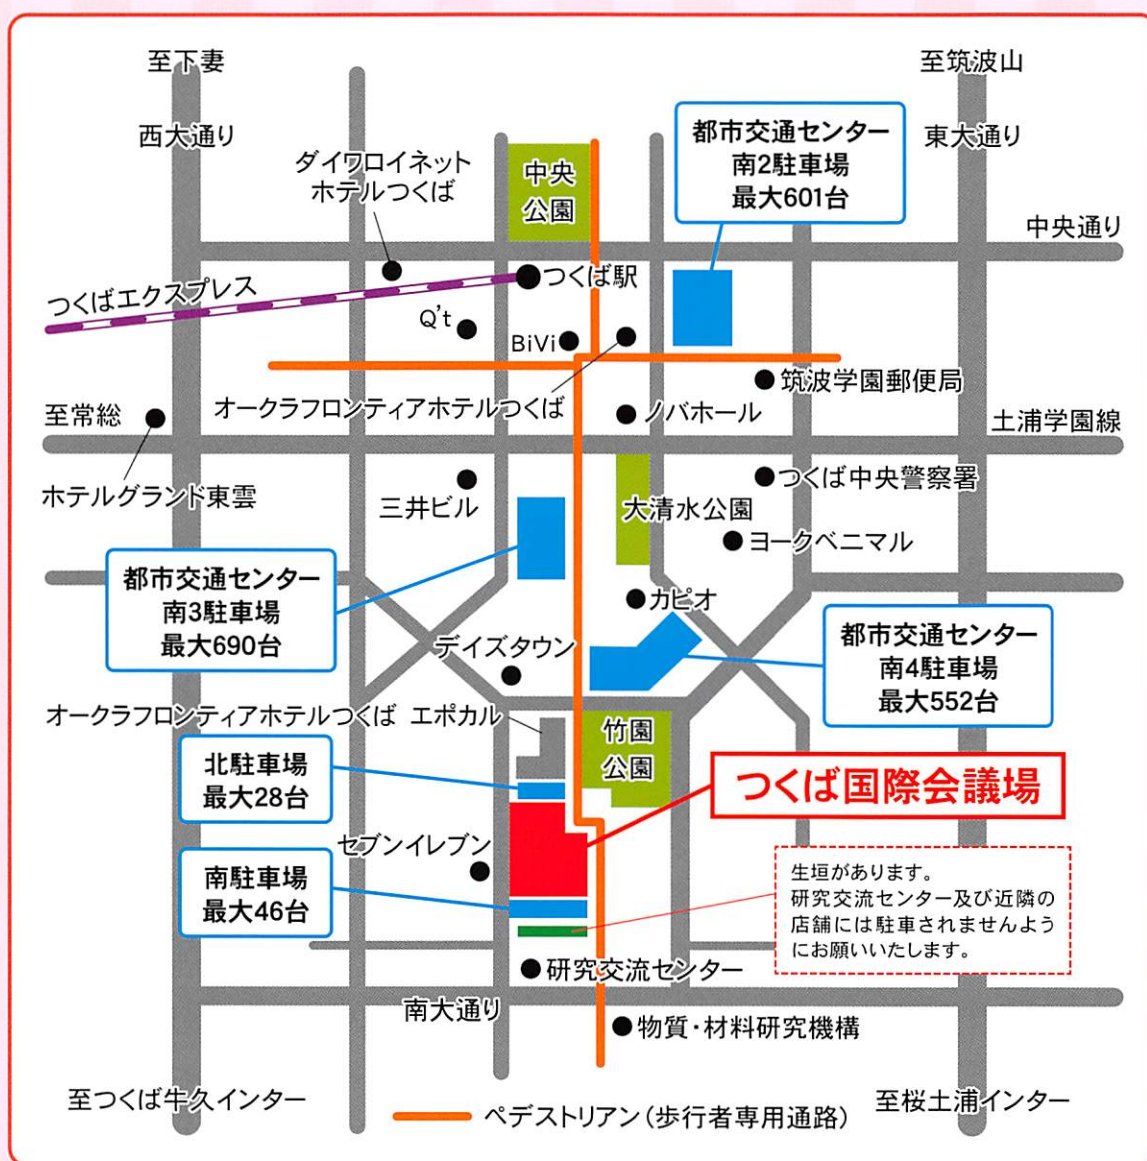 至下妻
至筑波山
西大通り
東大通り
都市交通センター
南2駐車場
最大601台
ダイワロイネット
ホテルつくば
中央
公園
中央通り
つくばエクスプレス
つくば駅
Q't
BiVi
筑波学園郵便局
オークラフロンティアホテルつくば
ノバホール
至常総
土浦学園線
ホテルグランド東雲
三井ビル
大清水公園
つくば中央警察署
ヨークベニマル
都市交通センター
南3駐車場
最大690台
カピオ
デイズタウン
都市交通センター
南4駐車場
最大552台
オークラフロンティアホテルつくば エポカル
竹園
公園
北駐車場
最大28台
つくば国際会議場
セブンイレブン
南駐車場
最大46台
生垣があります。
研究交流センター及び近隣の
店舗には駐車されませんよう
にお願いいたします。
研究交流センター
南大通り
物質・材料研究機構
至つくば牛久インター
至桜土浦インター
ペデストリアン(歩行者専用通路)